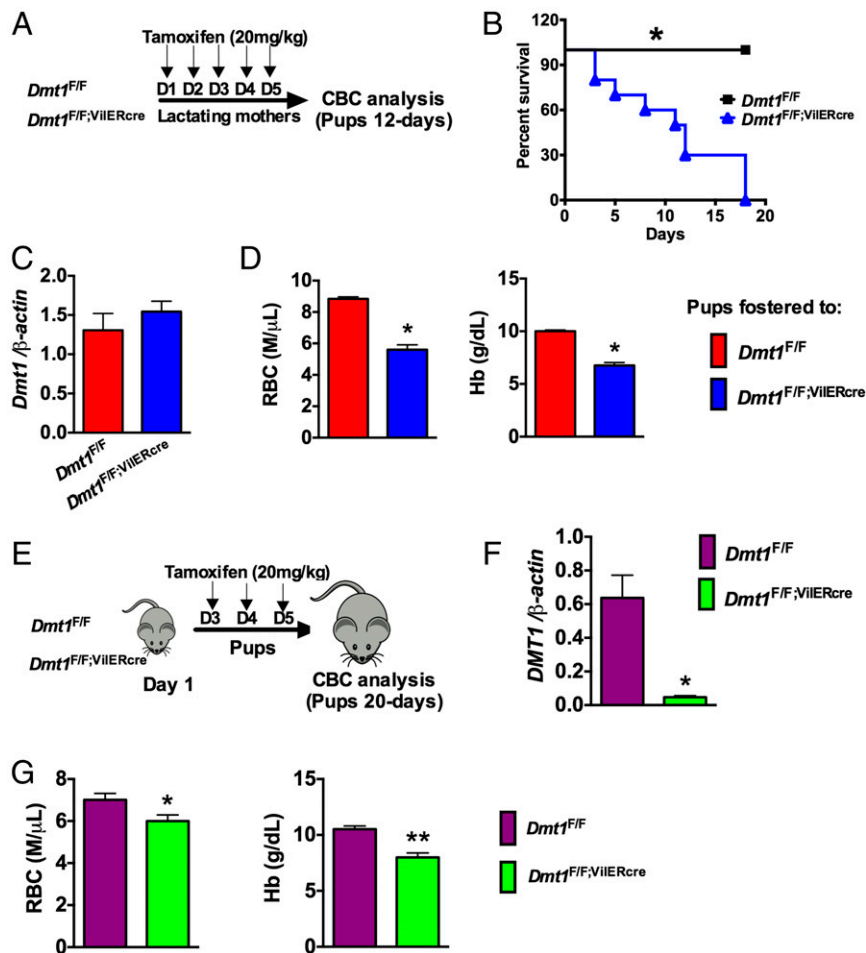 A
Tamoxifen (20mg/kg)
D1 D2 D3 D4 D5
Dmt1F/F
Dmt1F/F;VilERcre
Lactating mothers
CBC analysis
(Pups 12-days)
B
Percent survival
120
90
60
30
0
0 5 10 15 20
Days
*
Dmt1F/F
Dmt1F/F;VilERcre
C
Dmt1/β-actin
2.0
1.5
1.0
0.5
0.0
Dmt1F/F
Dmt1F/F;VilERcre
D
RBC (M/μL)
10
8
6
4
2
0
*
Hb (g/dL)
15
10
5
0
*
Pups fostered to:
Dmt1F/F
Dmt1F/F;VilERcre
E
Tamoxifen (20mg/kg)
D3 D4 D5
Dmt1F/F
Dmt1F/F;VilERcre
Pups
Day 1
CBC analysis
(Pups 20-days)
F
DMT1/β-actin
1.0
0.8
0.6
0.4
0.2
0.0
*
Dmt1F/F
Dmt1F/F;VilERcre
G
RBC (M/μL)
8
6
4
2
0
*
Hb (g/dL)
15
10
5
0
**
Dmt1F/F
Dmt1F/F;VilERcre